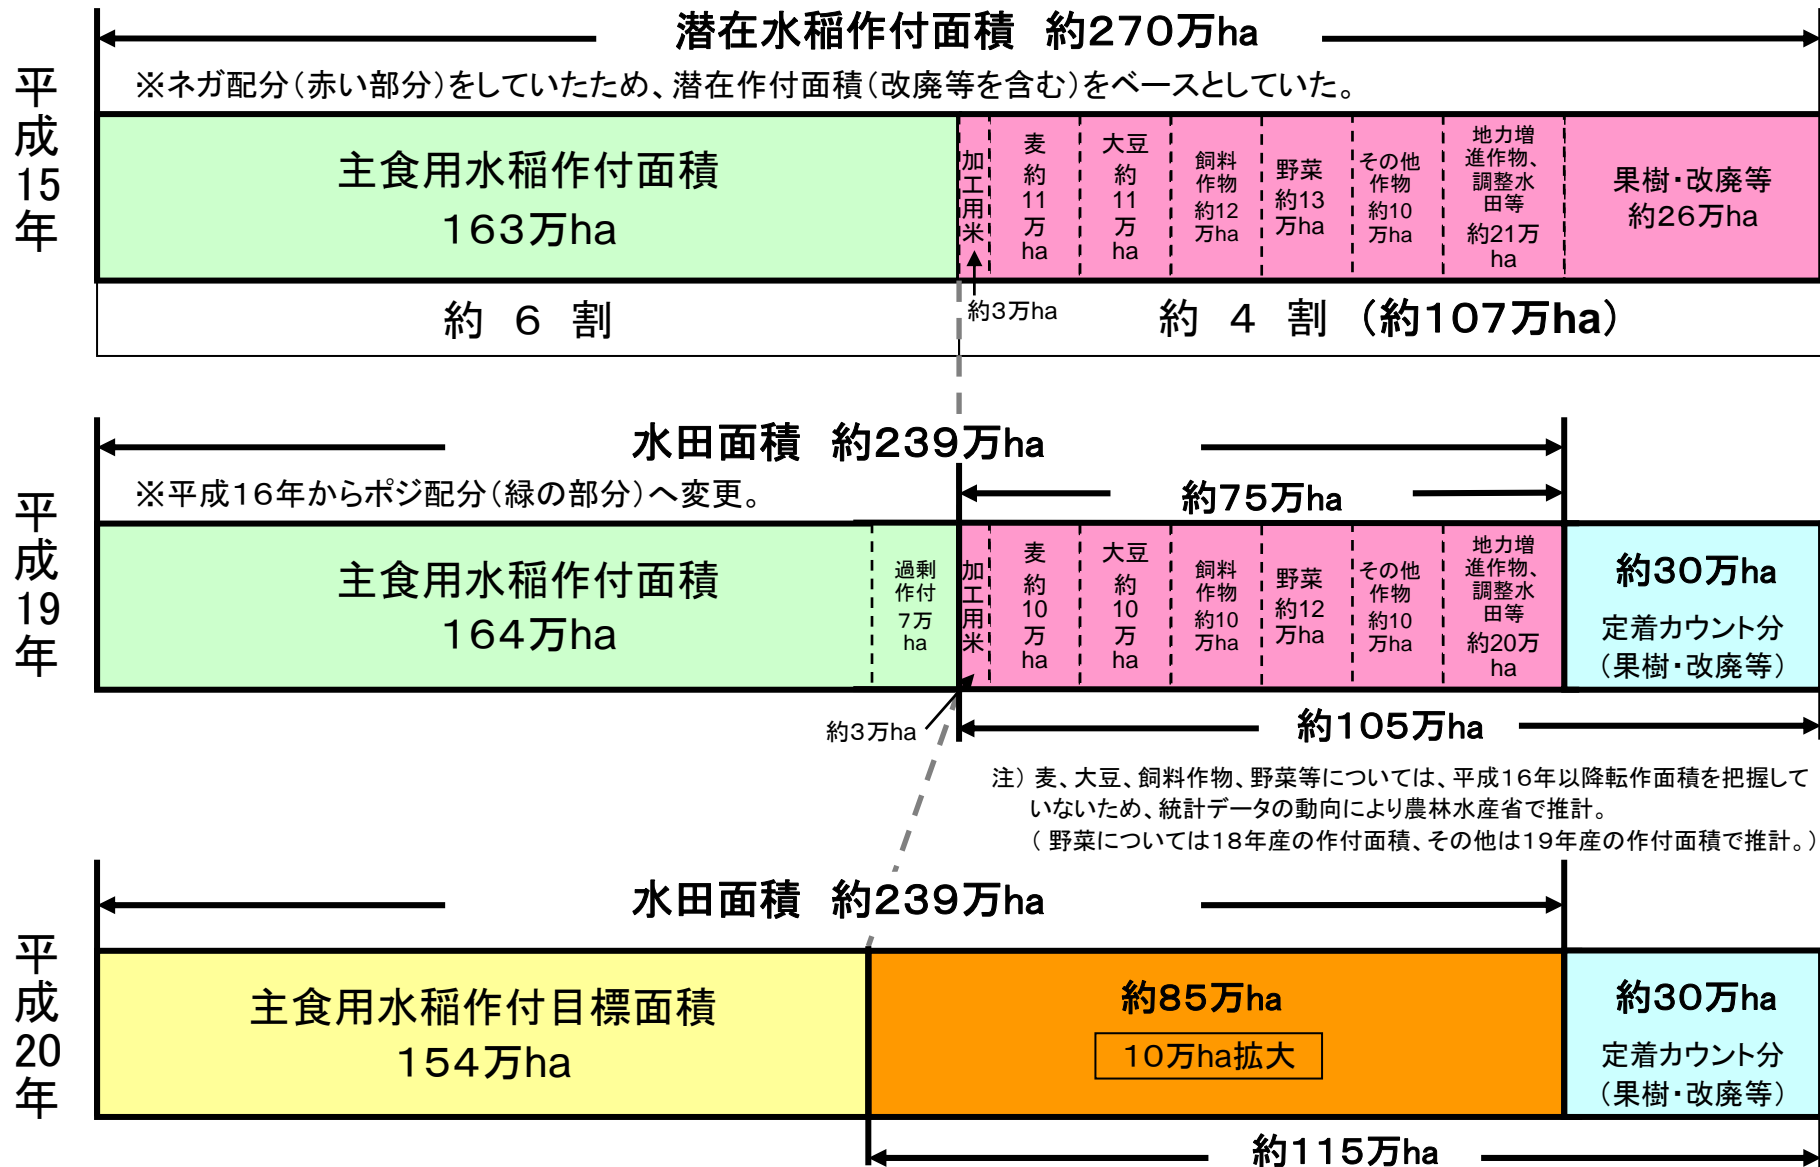 潜在水稲作付面積 約270万ha
※ネガ配分(赤い部分)をしていたため、潜在作付面積(改廃等を含む)をベースとしていた。
平成15年
主食用水稲作付面積
163万ha
加工用米
約3万ha
麦
約11万ha
大豆
約11万ha
飼料
作物
約12
万ha
野菜
約13
万ha
その他
作物
約10
万ha
地力増
進作物、
調整水
田等
約21万
ha
果樹・改廃等
約26万ha
約 6 割
約 4 割 (約107万ha)
水田面積 約239万ha
※平成16年からポジ配分(緑の部分)へ変更。
約75万ha
平成19年
主食用水稲作付面積
164万ha
過剰
作付
7万
ha
加工用米
約3万ha
麦
約10万ha
大豆
約10万ha
飼料
作物
約10
万ha
野菜
約12
万ha
その他
作物
約10
万ha
地力増
進作物、
調整水
田等
約20万
ha
約30万ha
定着カウント分
(果樹・改廃等)
約105万ha
注) 麦、大豆、飼料作物、野菜等については、平成16年以降転作面積を把握して
いないため、統計データの動向により農林水産省で推計。
( 野菜については18年産の作付面積、その他は19年産の作付面積で推計。)
水田面積 約239万ha
平成20年
主食用水稲作付目標面積
154万ha
約85万ha
10万ha拡大
約30万ha
定着カウント分
(果樹・改廃等)
約115万ha